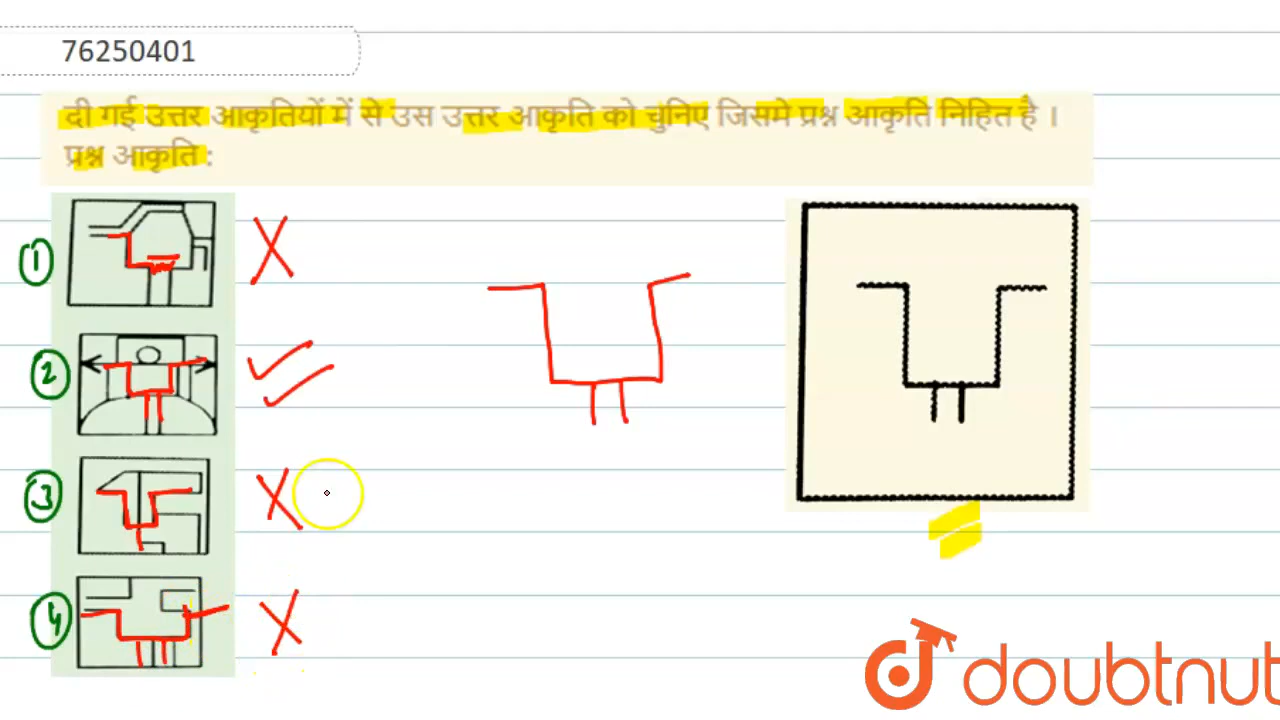 76250401
दी गई उत्तर आकृतियों में से उस उत्तर आकृति को चुनिए जिसमे प्रश्न आकृति निहित है ।
प्रश्न आकृति :
1
2
3
4
doubtnut